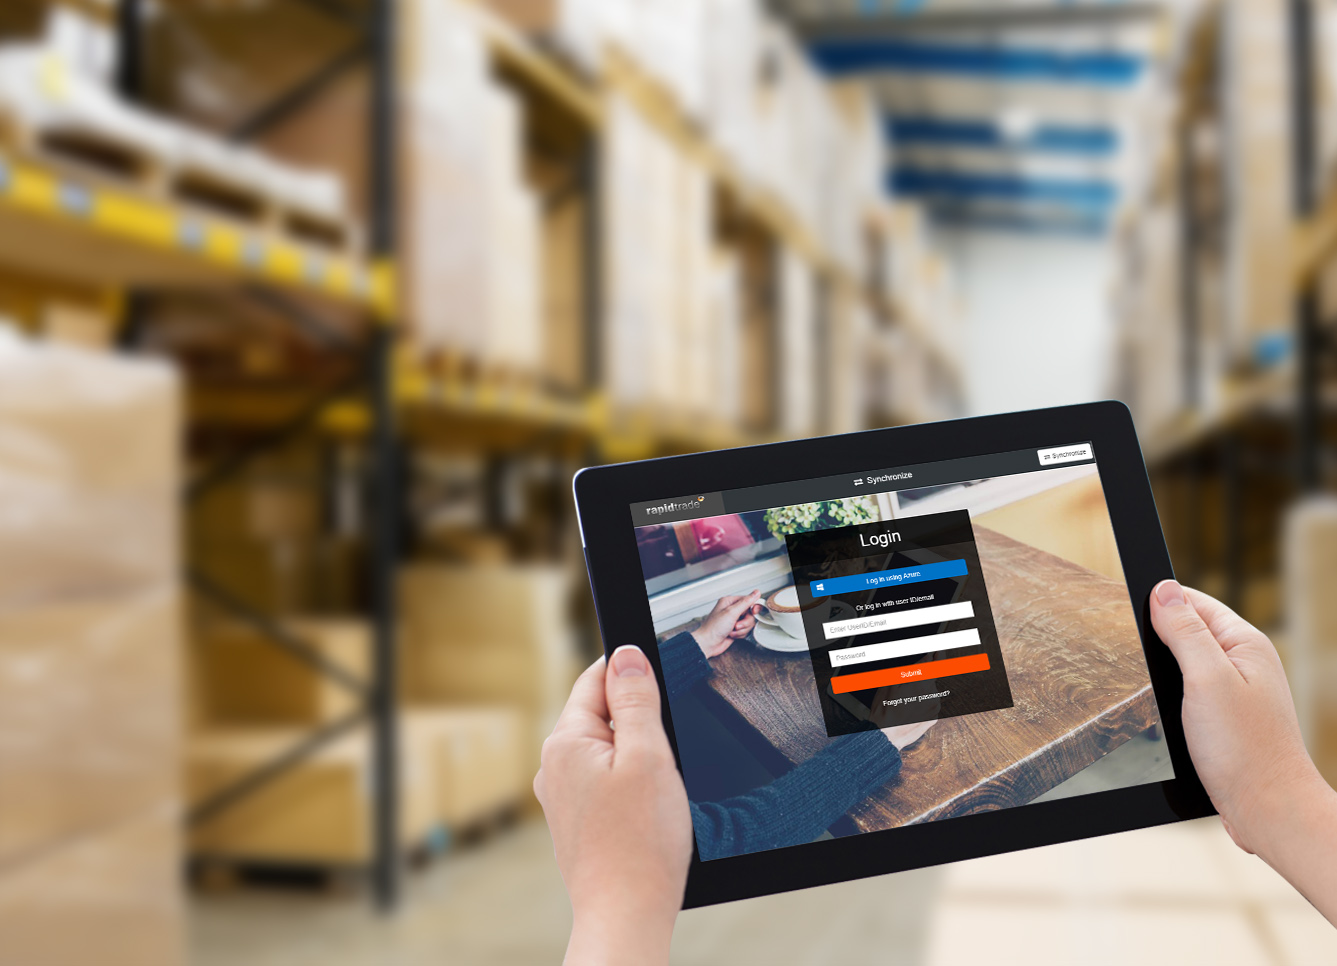 rapidtrade
Synchronize
Synchronize
Login
Log in using Azure
Or log in with user ID/email
Enter UserID/Email
Password
Submit
Forgot your password?